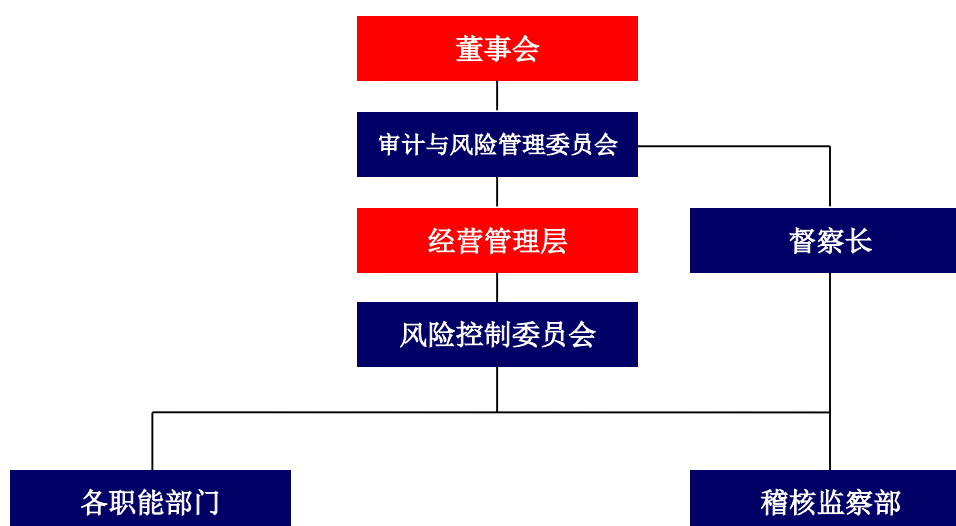 董事会
审计与风险管理委员会
经营管理层
督察长
风险控制委员会
各职能部门
稽核监察部